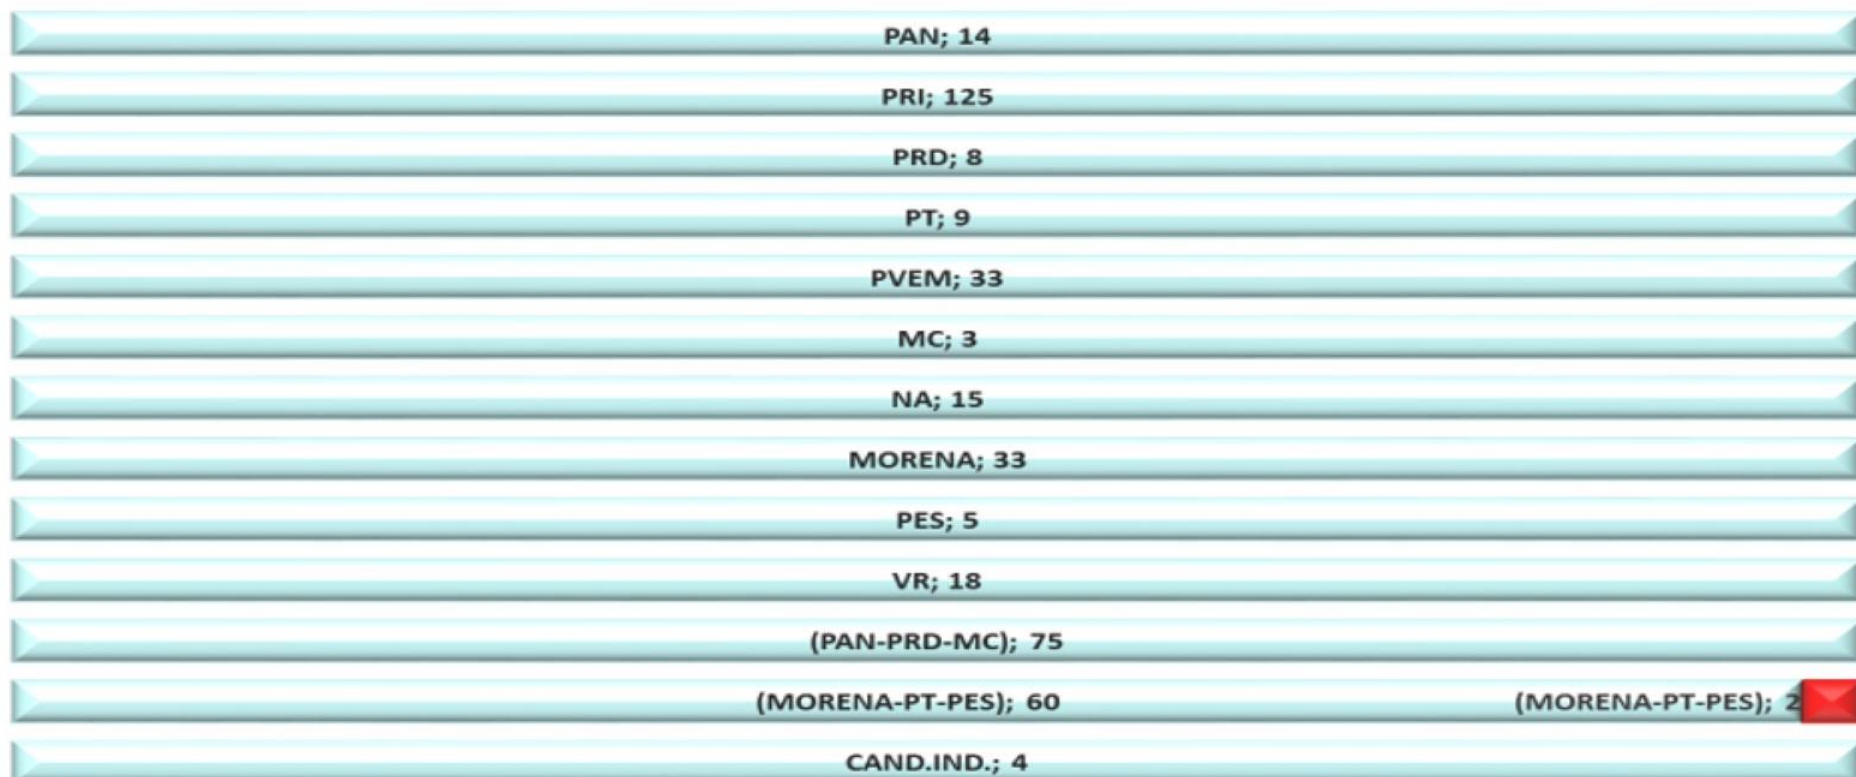 PAN; 14
PRI; 125
PRD; 8
PT; 9
PVEM; 33
MC; 3
NA; 15
MORENA; 33
PES; 5
VR; 18
(PAN-PRD-MC); 75
(MORENA-PT-PES); 60 (MORENA-PT-PES); 2
CAND.IND.; 4